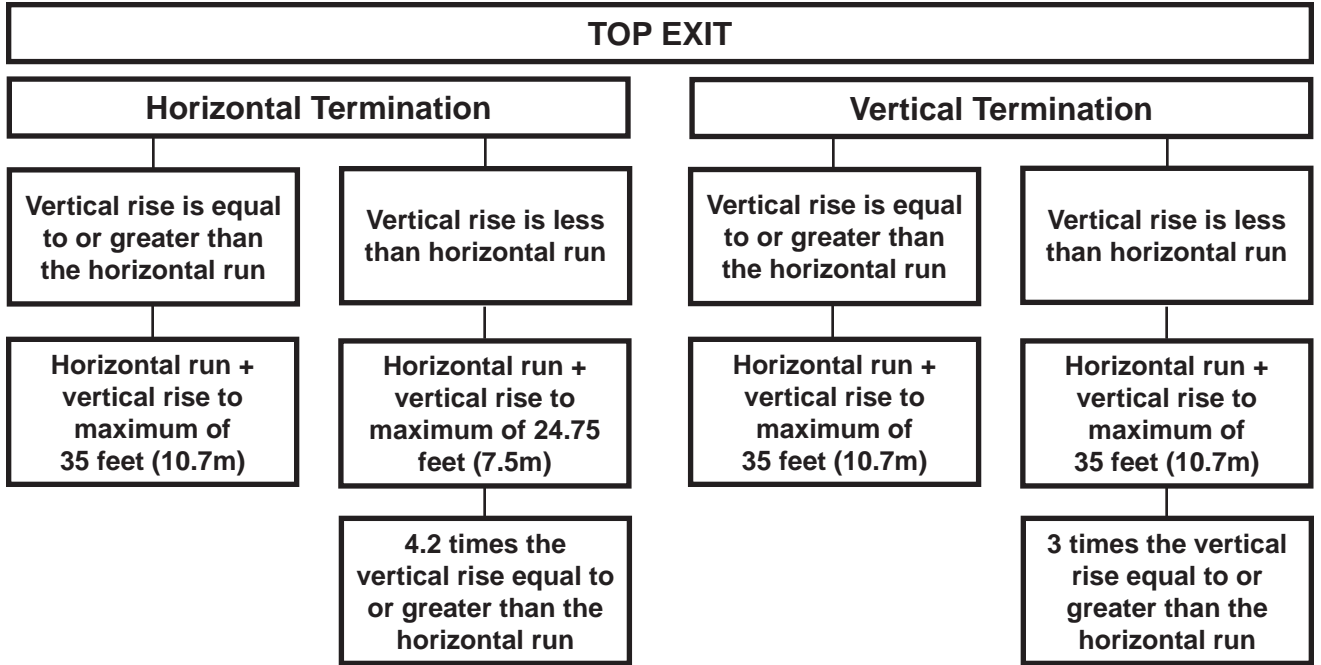 TOP EXIT
Horizontal Termination
Vertical rise is equal
to or greater than
the horizontal run
Horizontal run +
vertical rise to
maximum of
35 feet (10.7m)
Vertical rise is less
than horizontal run
Horizontal run +
vertical rise to
maximum of 24.75
feet (7.5m)
4.2 times the
vertical rise equal to
or greater than the
horizontal run
Vertical Termination
Vertical rise is equal
to or greater than
the horizontal run
Horizontal run +
vertical rise to
maximum of
35 feet (10.7m)
Vertical rise is less
than horizontal run
Horizontal run +
vertical rise to
maximum of
35 feet (10.7m)
3 times the vertical
rise equal to or
greater than the
horizontal run